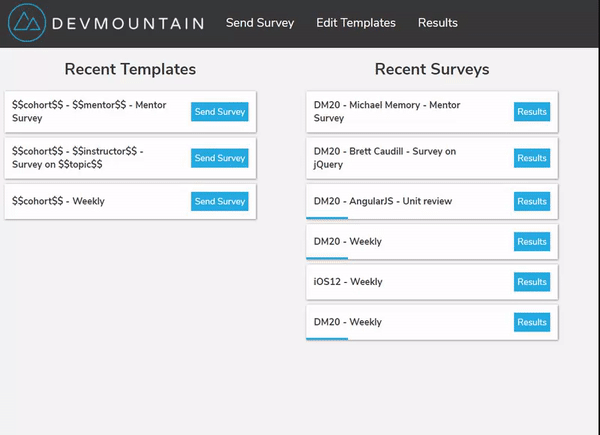 DEVMOUNTAIN
Send Survey
Edit Templates
Results
Recent Templates
$$cohort$$ - $$mentor$$ - Mentor
Survey
Send Survey
$$cohort$$ - $$instructor$$ -
Survey on $$topic$$
Send Survey
$$cohort$$ - Weekly
Send Survey
Recent Surveys
DM20 - Michael Memory - Mentor
Survey
Results
DM20 - Brett Caudill - Survey on
jQuery
Results
DM20 - AngularJS - Unit review
Results
DM20 - Weekly
Results
iOS12 - Weekly
Results
DM20 - Weekly
Results